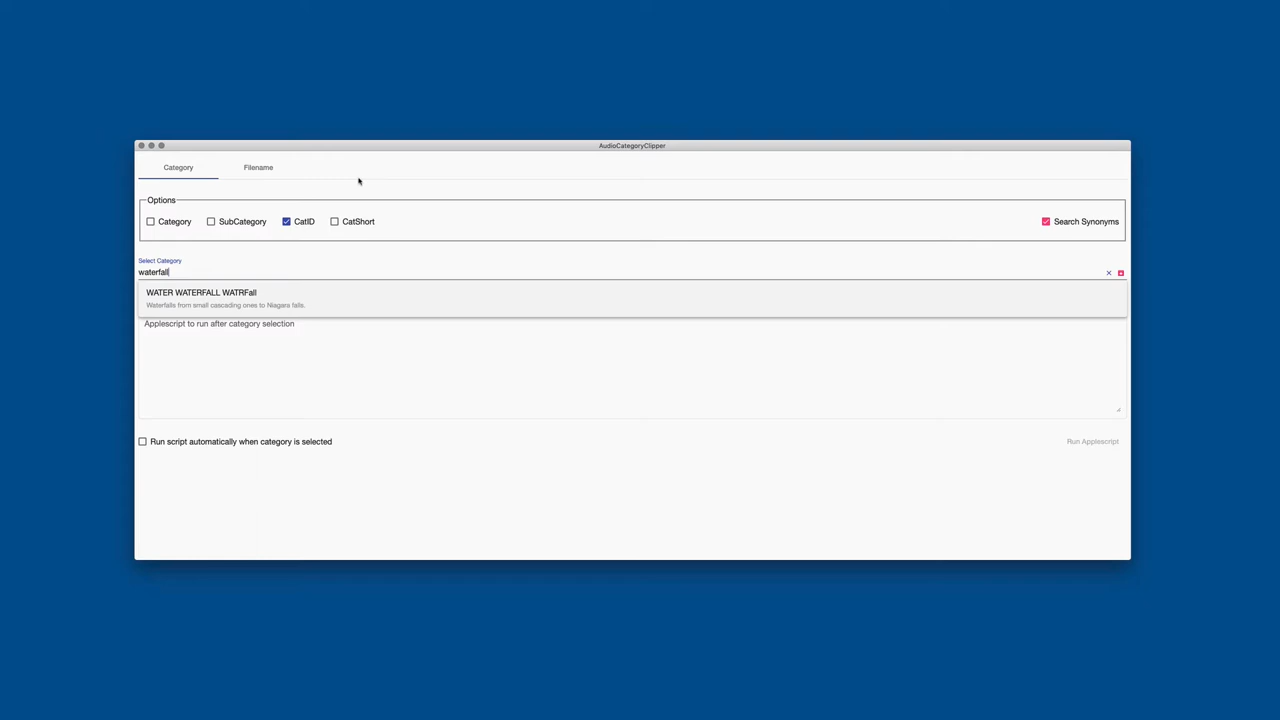 AudioCategoryClipper
Category Filename
Options
Category SubCategory CatID CatShort Search Synonyms
Select Category
waterfall
WATER WATERFALL WATRFall
Waterfalls from small cascading ones to Niagara falls.
Applescript to run after category selection
Run script automatically when category is selected Run Applescript